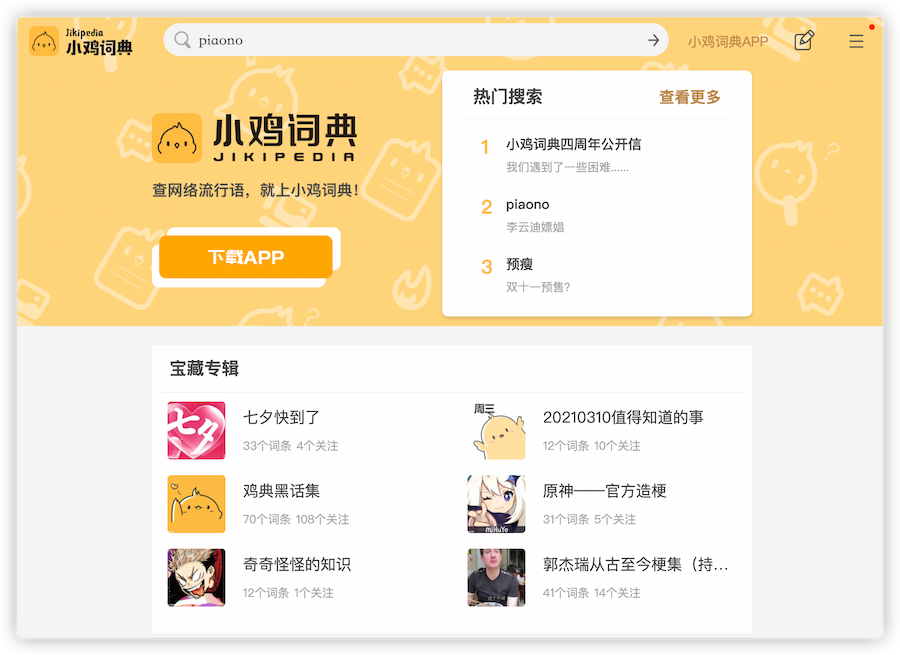 Jikipedia
小鸡词典
piaono
小鸡词典APP
小鸡词典
JIKIPEDIA
查网络流行语，就上小鸡词典！
下载APP
热门搜索
查看更多
1 小鸡词典四周年公开信
我们遇到了一些困难......
2 piaono
李云迪嫖娼
3 预瘦
双十一预售?
宝藏专辑
七夕
七夕快到了
33个词条 4个关注
周三
20210310值得知道的事
12个词条 10个关注
鸡典黑话集
70个词条 108个关注
miHoYo
原神——官方造梗
31个词条 5个关注
奇奇怪怪的知识
12个词条 1个关注
郭杰瑞从古至今梗集（持...
41个词条 14个关注